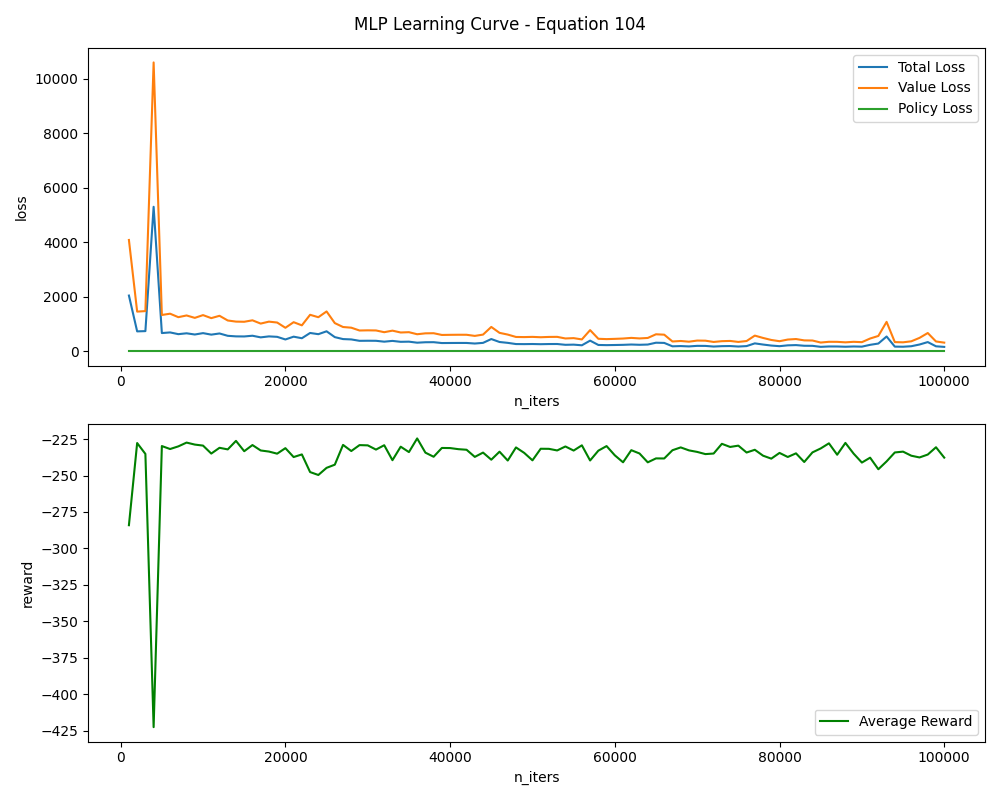 MLP Learning Curve - Equation 104
10000
8000
6000
4000
2000
0
loss
Total Loss
Value Loss
Policy Loss
0 20000 40000 60000 80000 100000
n_iters
−225
−250
−275
−300
−325
−350
−375
−400
−425
reward
Average Reward
0 20000 40000 60000 80000 100000
n_iters